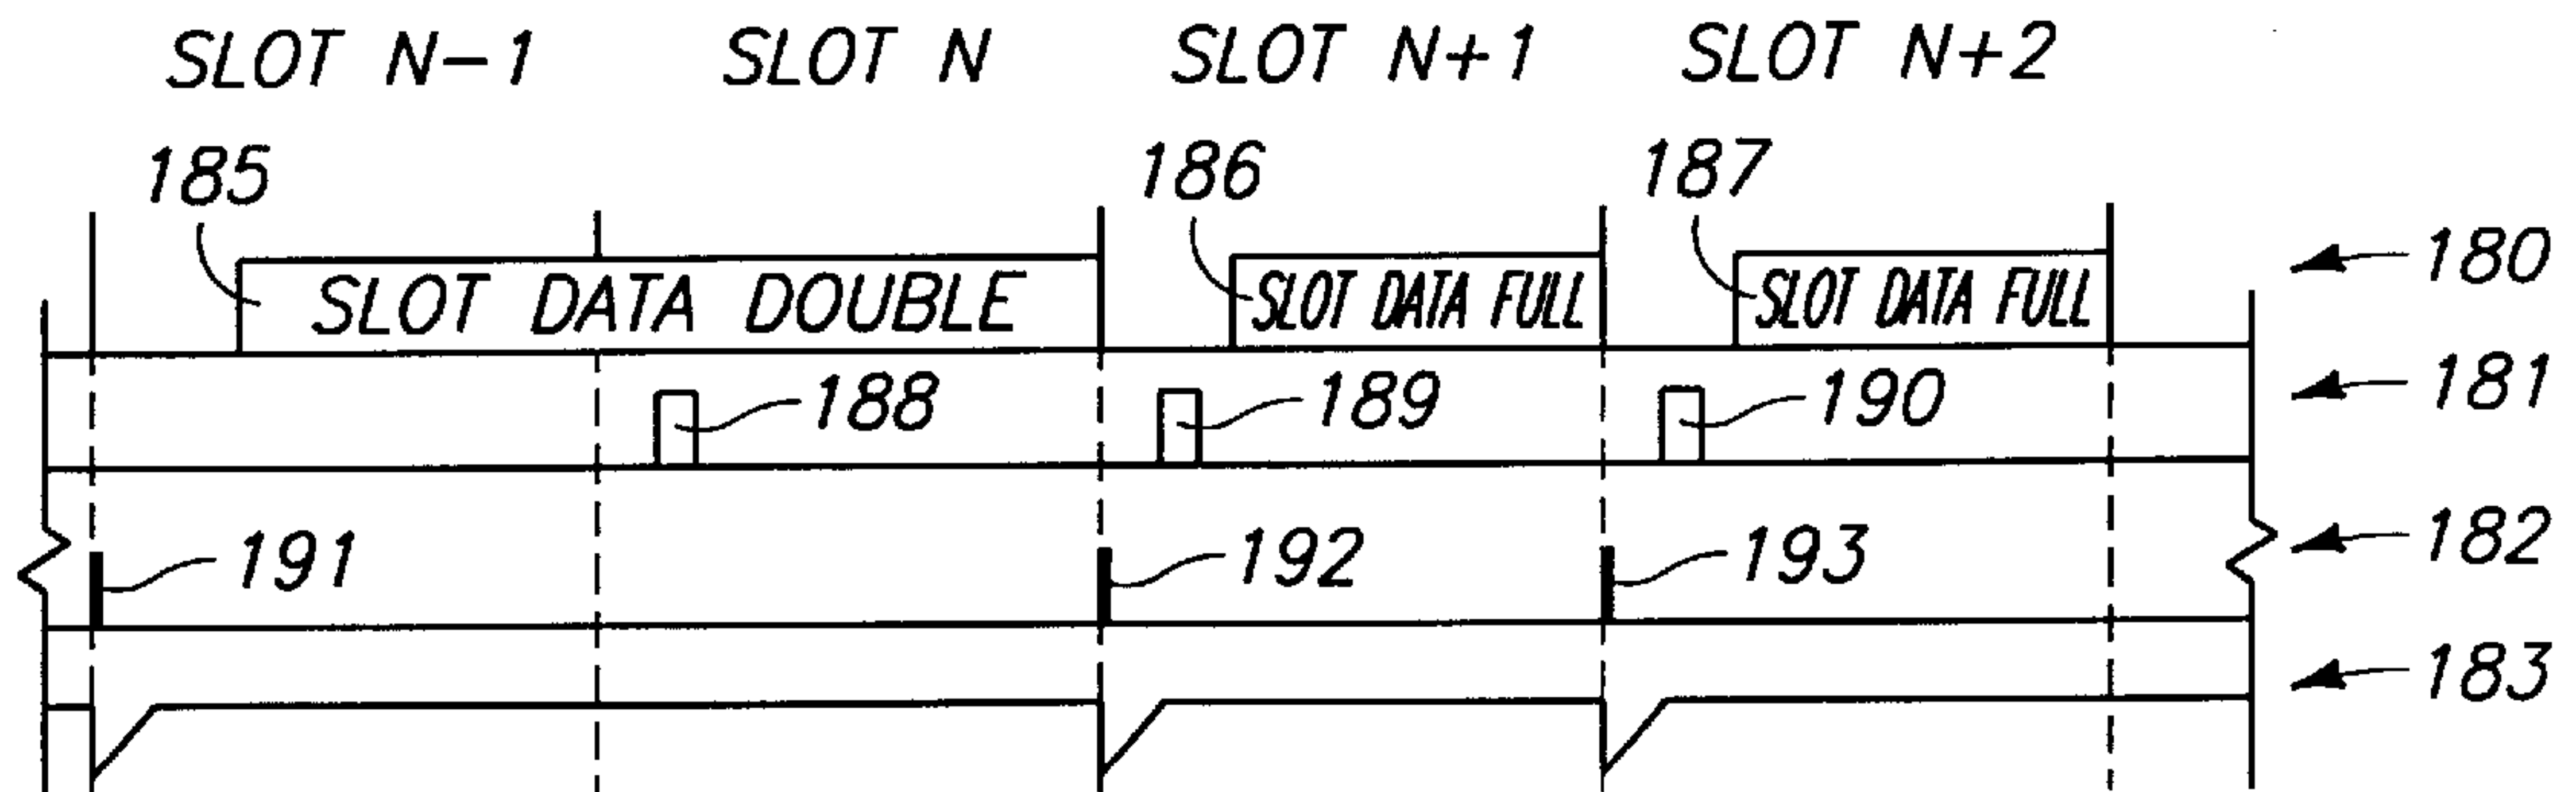 SLOT N-1 SLOT N SLOT N+1 SLOT N+2
185 186 187
180
SLOT DATA DOUBLE SLOT DATA FULL SLOT DATA FULL
181
188 189 190
182
191 192 193
183